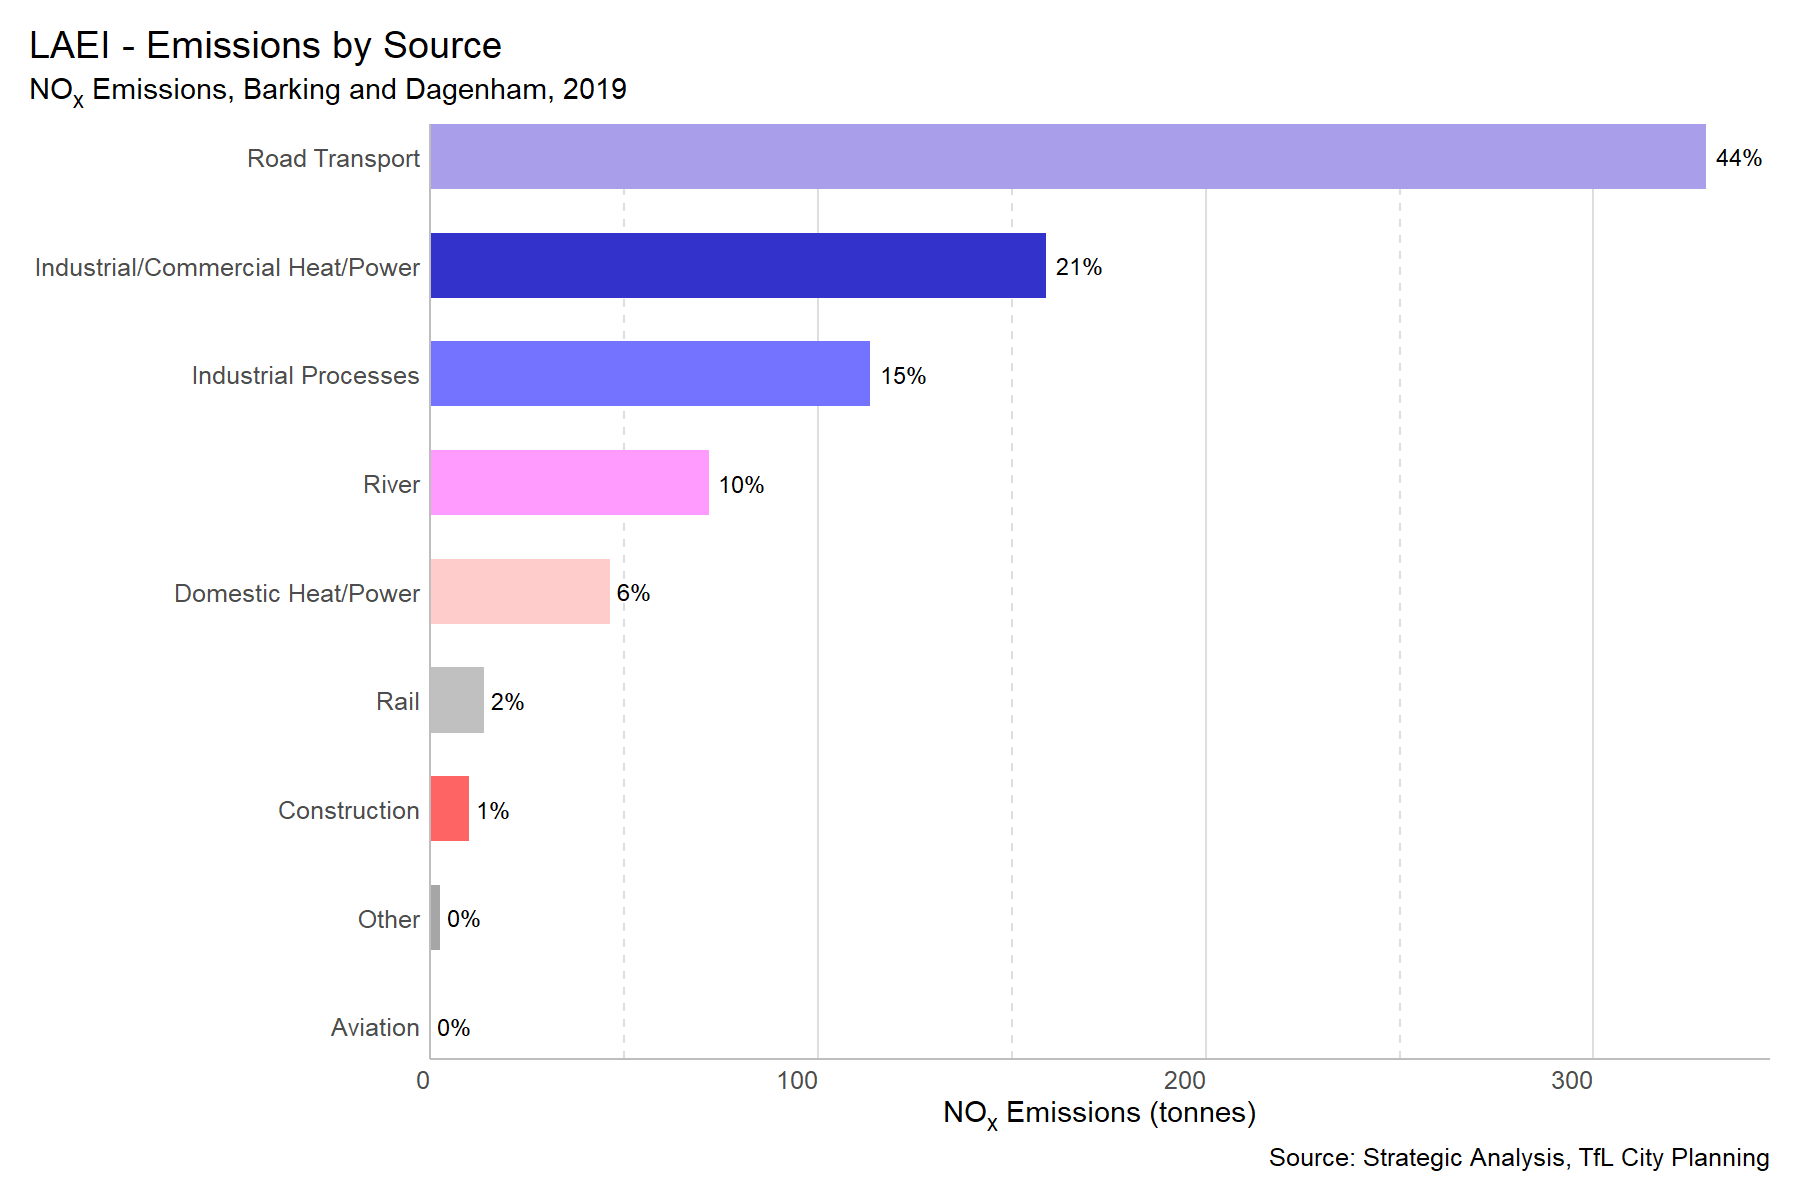 LAEI - Emissions by Source
NOx Emissions, Barking and Dagenham, 2019
Road Transport 44%
Industrial/Commercial Heat/Power 21%
Industrial Processes 15%
River 10%
Domestic Heat/Power 6%
Rail 2%
Construction 1%
Other 0%
Aviation 0%
0 100 200 300
NOx Emissions (tonnes)
Source: Strategic Analysis, TfL City Planning